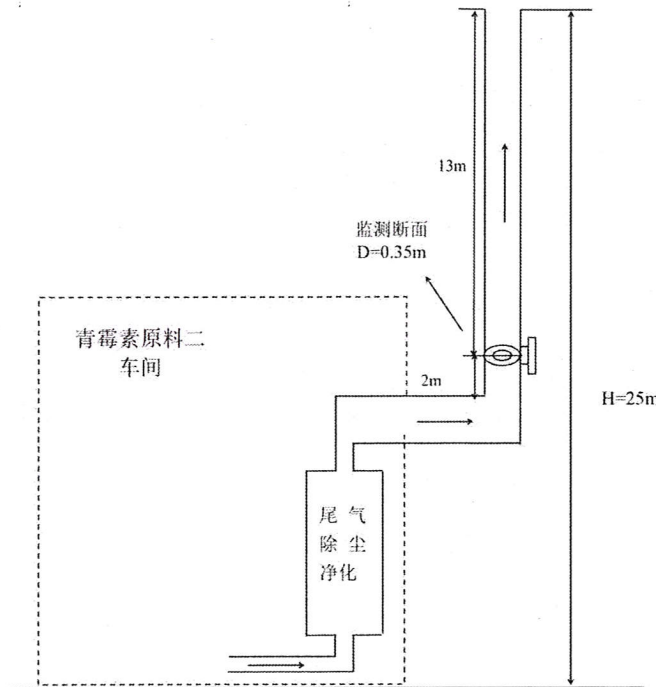 13m
监测断面
D=0.35m
青霉素原料二
车间
2m
H=25m
尾 气
除 尘
净化